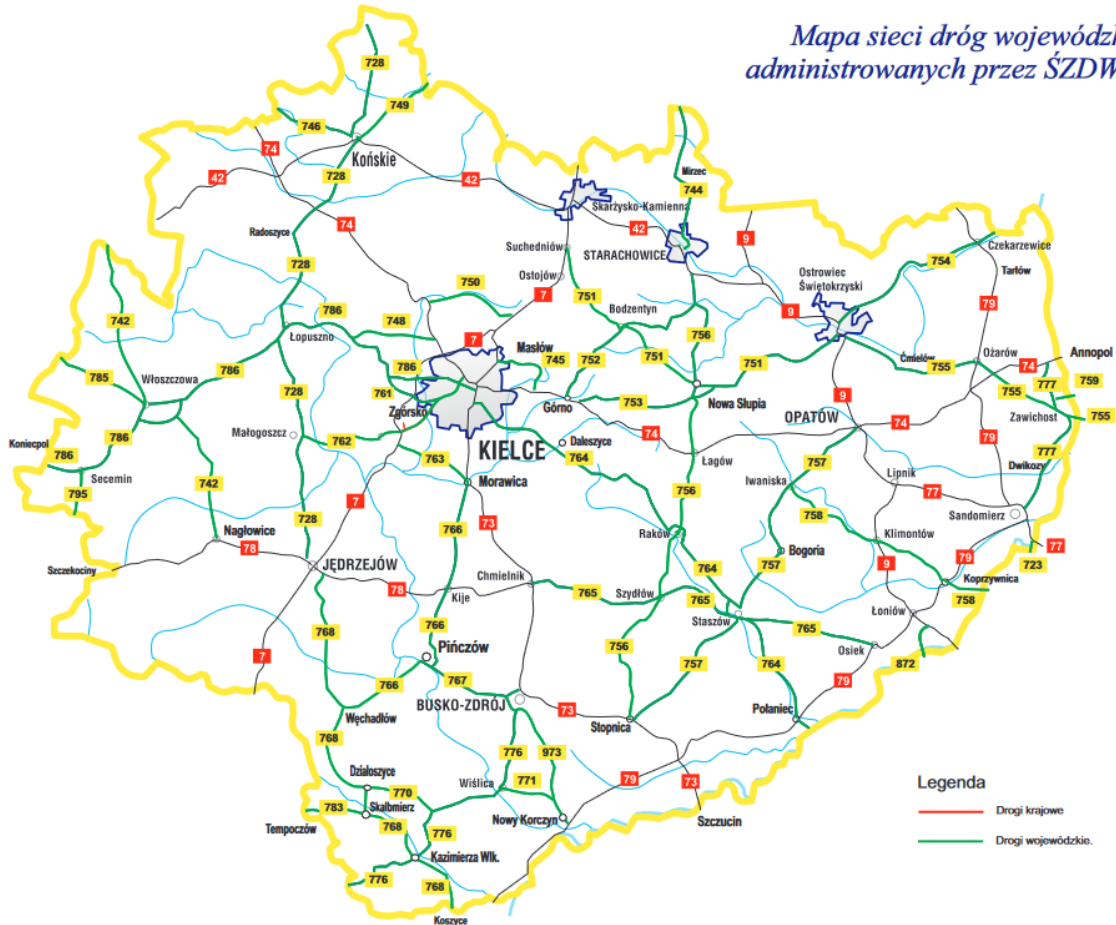 Mapa sieci dróg wojewódzk
administrowanych przez ŚZDW
728
749
746
74
Końskie
42
728
42
Mirzec
744
Skarżysko-Kamienna
42
74
9
Radoszyce
Suchedniów
STARACHOWICE
Czekarzewice
754
Tarłów
728
750
Ostojów
7
751
Ostrowiec
Świętokrzyski
79
742
786
748
Bodzentyn
9
Łopuszno
7
Masłów
756
745
752
751
751
Ćmielów
755
Ożarów
Annopol
74
785
Włoszczowa
786
786
761
728
777
759
Zgórsko
Górno
753
Nowa Słupia
9
755
Zawichost
755
Małogoszcz
762
KIELCE
Daleszyce
74
OPATÓW
74
Koniecpol
786
786
763
764
Łagów
757
79
777
Secemin
795
742
7
Morawica
756
Iwaniska
Lipnik
Dwikozy
77
728
766
73
758
Sandomierz
Nagłowice
78
Raków
Klimontów
77
Szczekociny
JĘDRZEJÓW
764
Bogoria
757
9
79
723
Chmielnik
78
Kije
765
Szydłów
765
Koprzywnica
758
Łoniów
768
766
Staszów
765
756
Osiek
7
Pińczów
757
764
872
766
767
79
BUSKO-ZDRÓJ
73
Stopnica
Połaniec
Węchadłów
768
776
973
Działoszyce
770
Wiślica
771
79
73
Legenda
783
Skalbmierz
Drogi krajowe
Tempoczów
768
776
Nowy Korczyn
Szczucin
Drogi wojewódzkie.
Kazimierza Wlk.
776
768
Koszyce